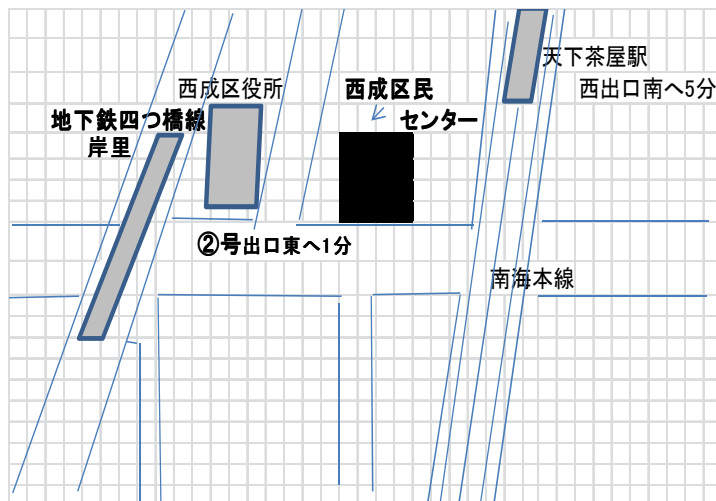 天下茶屋駅
西出口南へ5分
西成区役所
西成区民
センター
地下鉄四つ橋線
岸里
②号出口東へ1分
南海本線